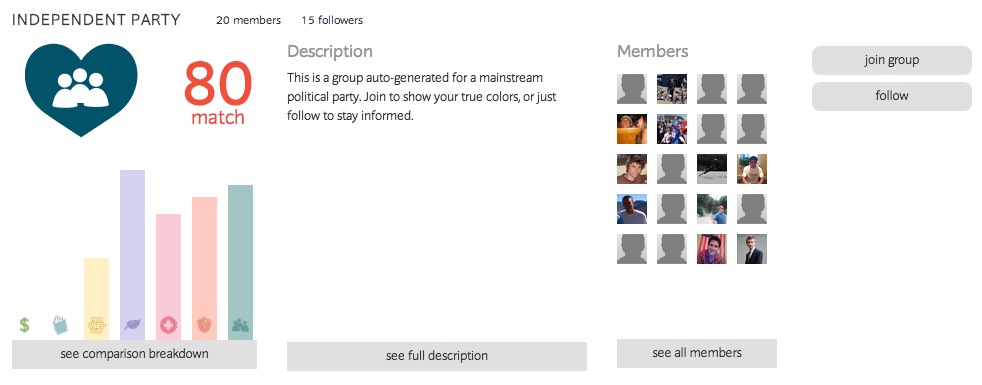 INDEPENDENT PARTY 20 members 15 followers
80
match
see comparison breakdown
Description
This is a group auto-generated for a mainstream
political party. Join to show your true colors, or just
follow to stay informed.
see full description
Members
see all members
join group
follow